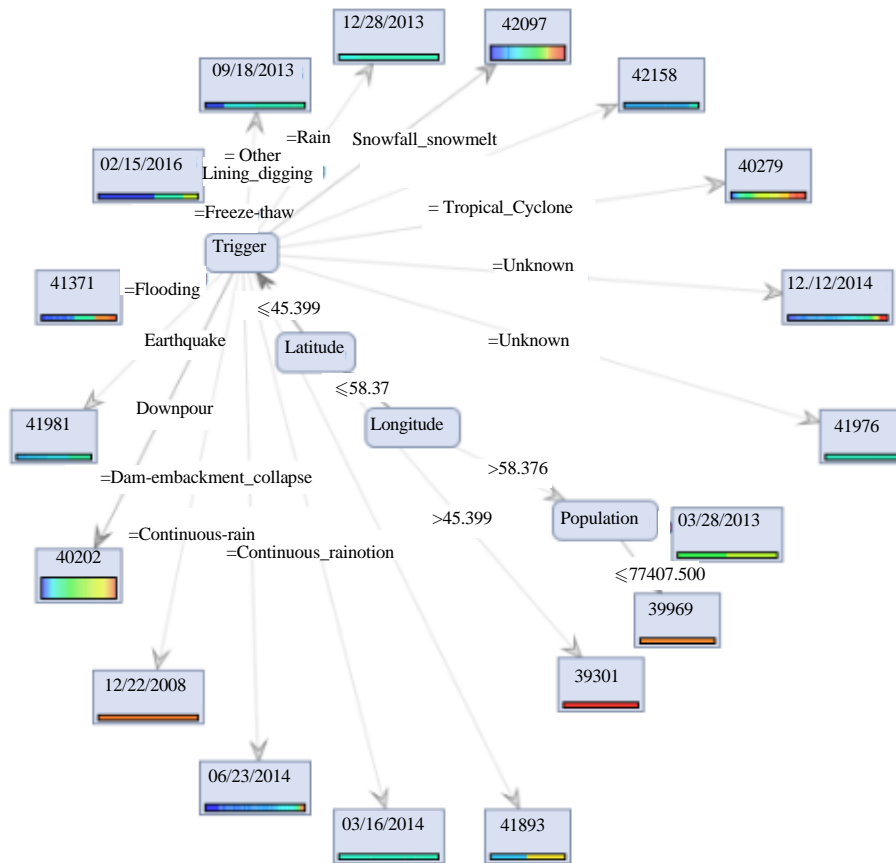 12/28/2013
42097
09/18/2013
42158
=Rain
Snowfall_snowmelt
= Other
02/15/2016
Lining_digging
40279
=Freeze-thaw
= Tropical_Cyclone
Trigger
=Unknown
41371
=Flooding
12./12/2014
⩽45.399
Earthquake
Latitude
=Unknown
⩽58.37
Downpour
Longitude
41981
41976
=Dam-embackment_collapse
>58.376
>45.399
Population
03/28/2013
=Continuous-rain
=Continuous_rainotion
40202
⩽77407.500
39969
39301
12/22/2008
06/23/2014
03/16/2014
41893